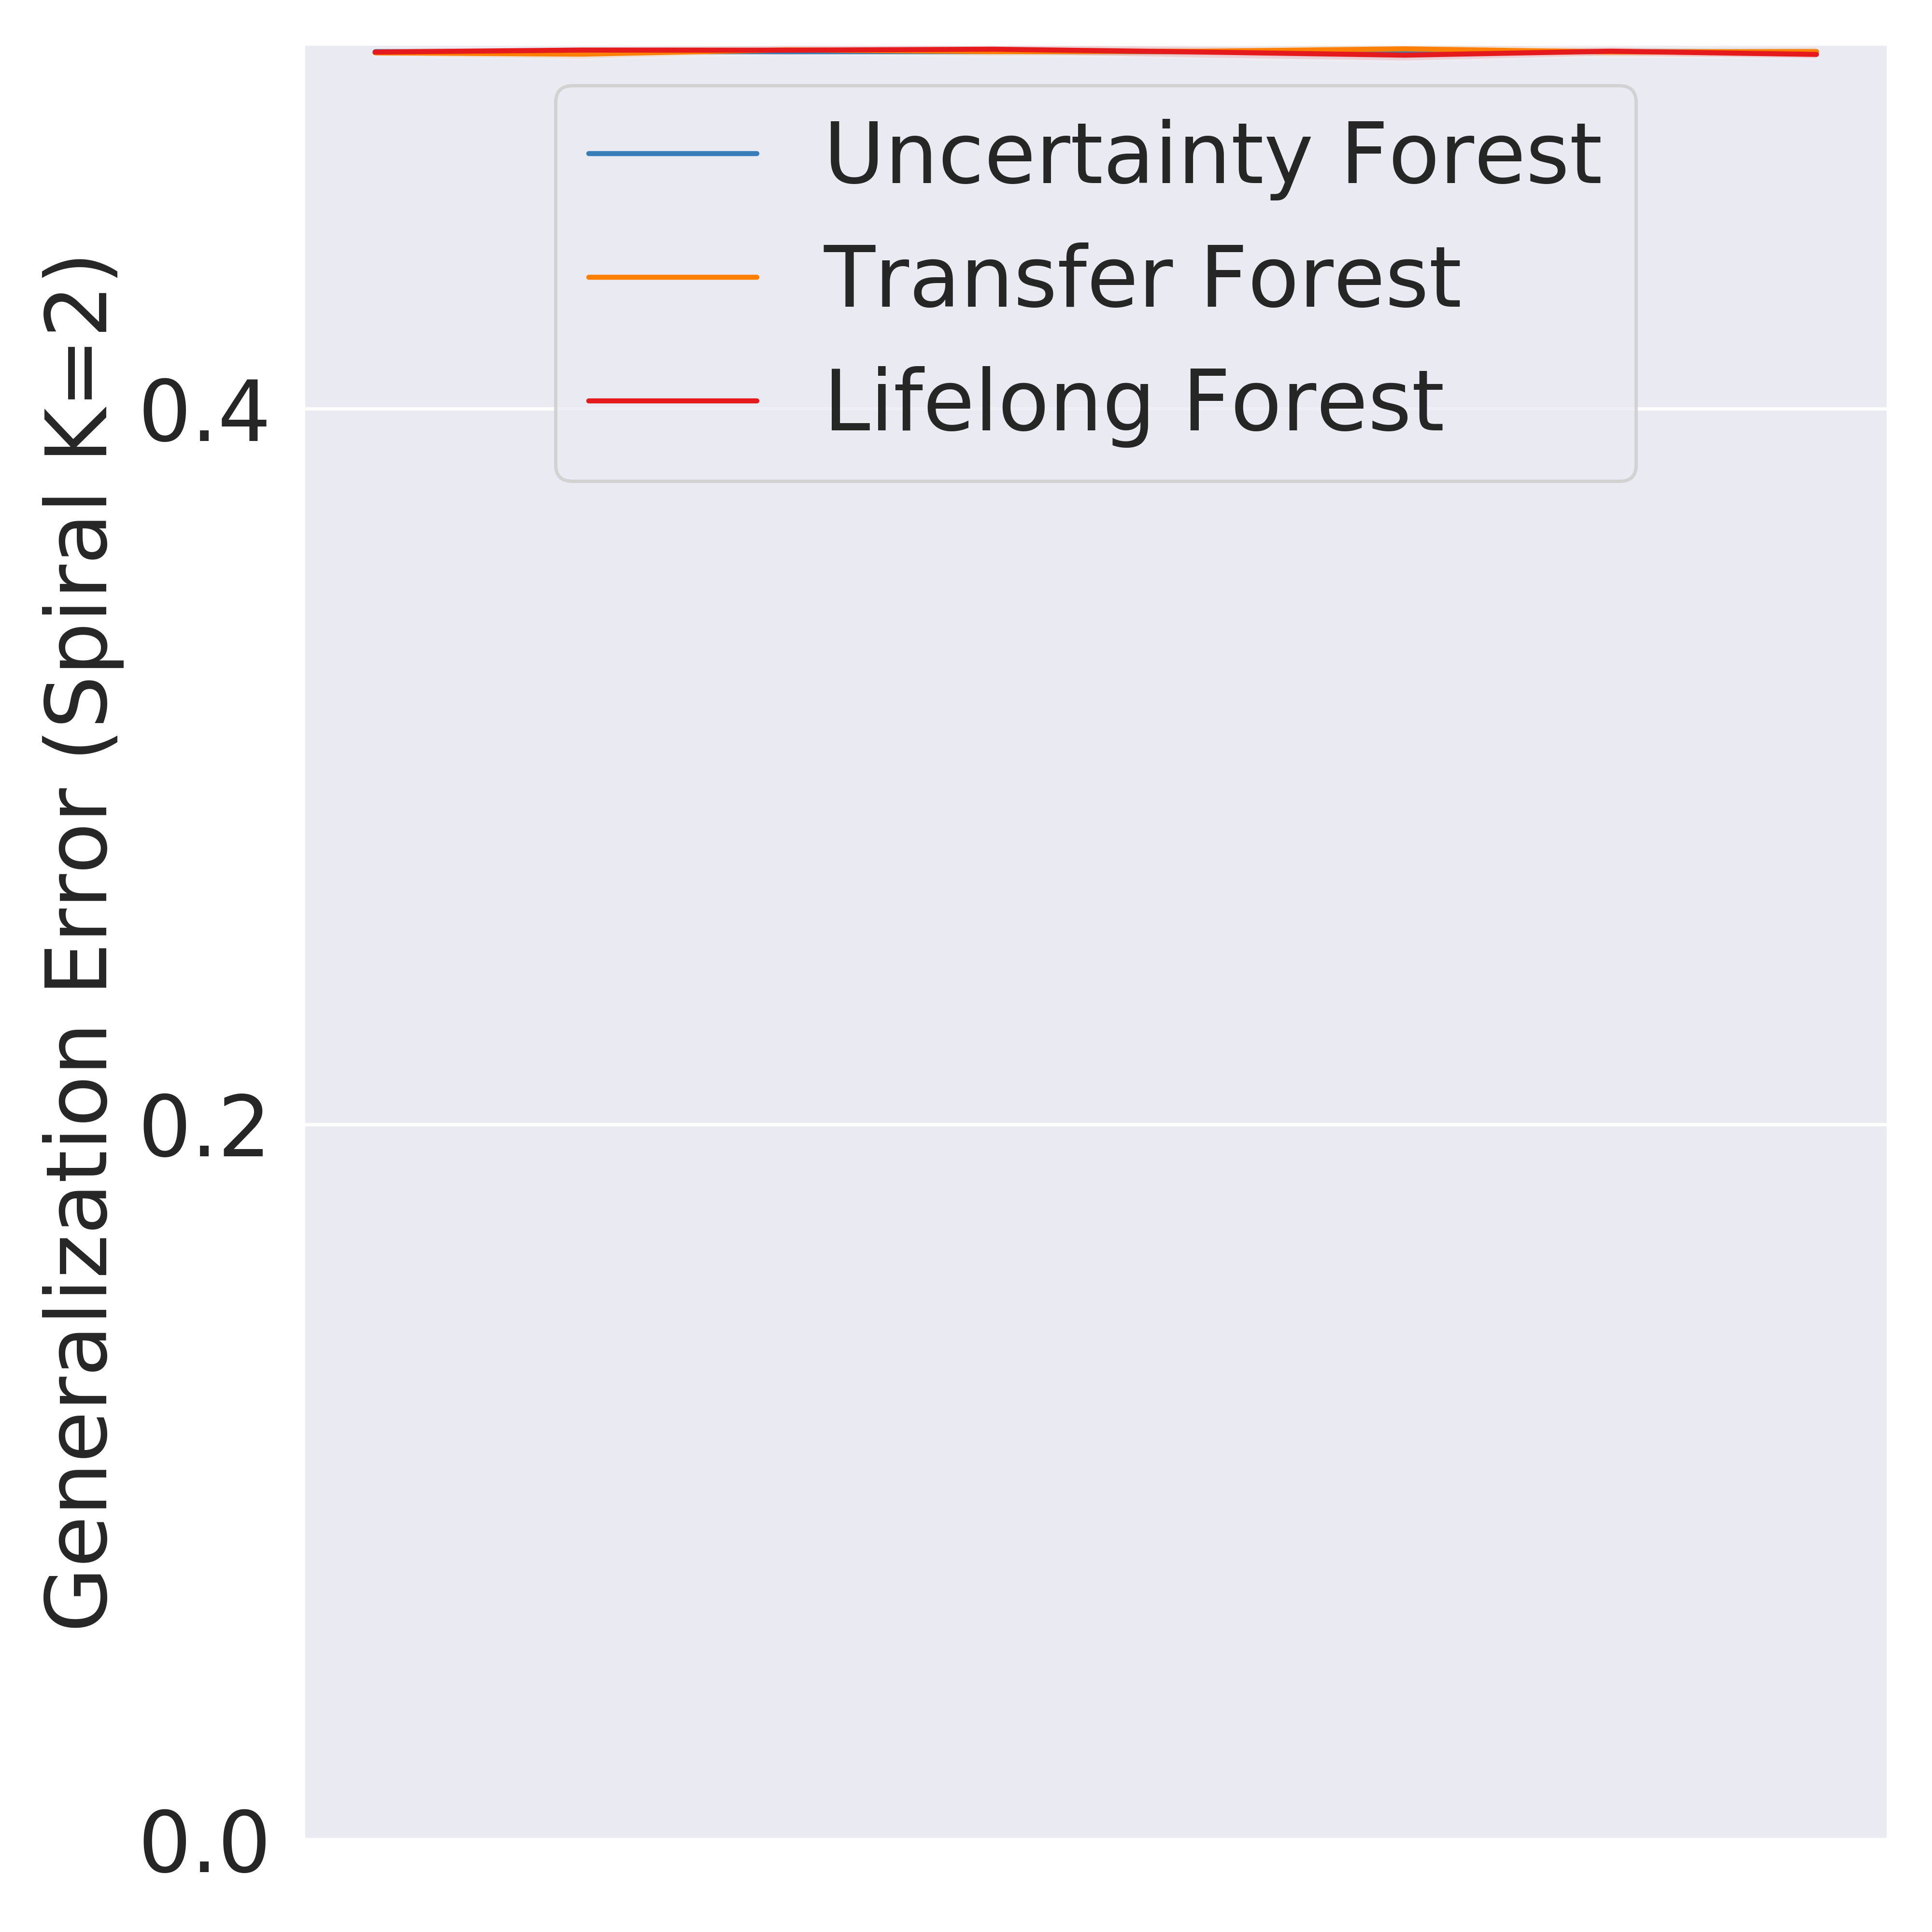 Generalization Error (Spiral K=2)
0.4
0.2
0.0
Uncertainty Forest
Transfer Forest
Lifelong Forest